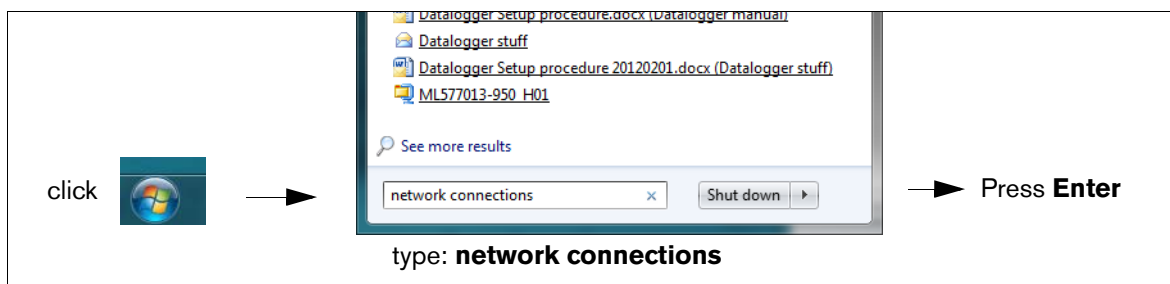 Datalogger Setup procedure.docx (Datalogger manual)
Datalogger stuff
Datalogger Setup procedure 20120201.docx (Datalogger stuff)
ML577013-950_H01
See more results
click
network connections
Shut down
Press Enter
type: network connections